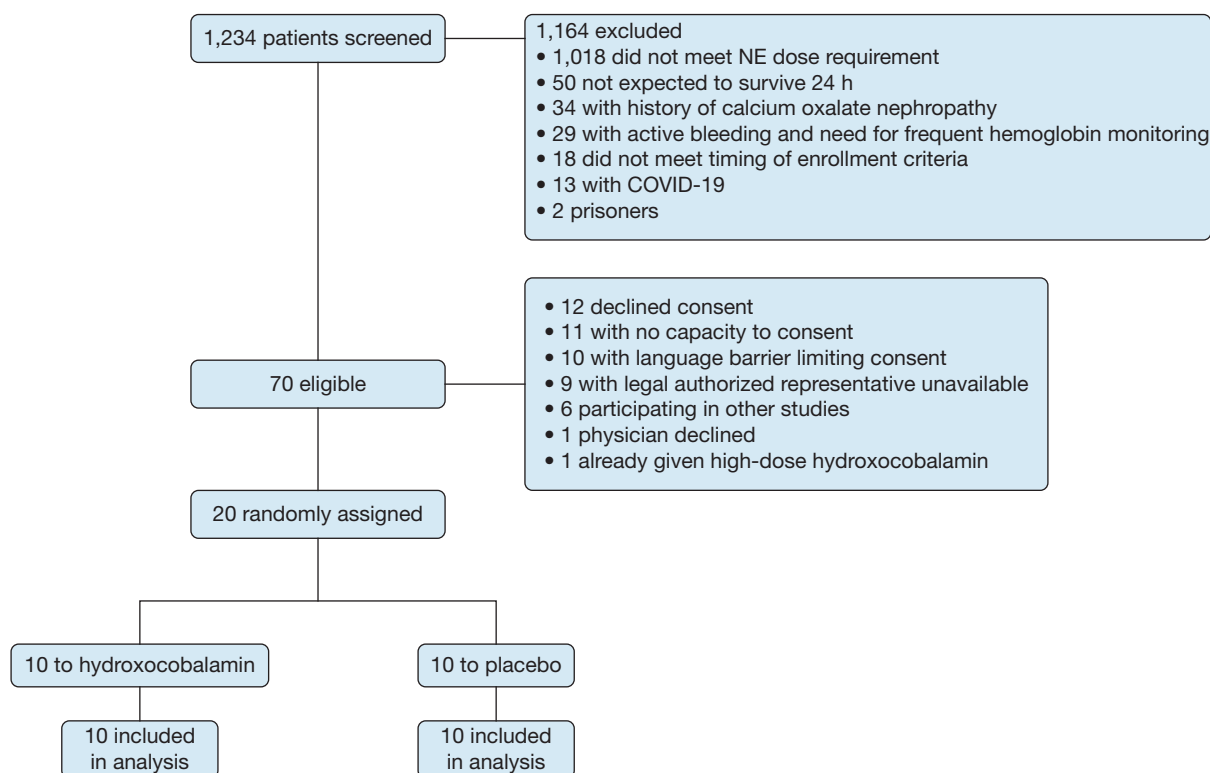 1,234 patients screened
1,164 excluded
• 1,018 did not meet NE dose requirement
• 50 not expected to survive 24 h
• 34 with history of calcium oxalate nephropathy
• 29 with active bleeding and need for frequent hemoglobin monitoring
• 18 did not meet timing of enrollment criteria
• 13 with COVID-19
• 2 prisoners
70 eligible
• 12 declined consent
• 11 with no capacity to consent
• 10 with language barrier limiting consent
• 9 with legal authorized representative unavailable
• 6 participating in other studies
• 1 physician declined
• 1 already given high-dose hydroxocobalamin
20 randomly assigned
10 to hydroxocobalamin
10 to placebo
10 included
in analysis
10 included
in analysis